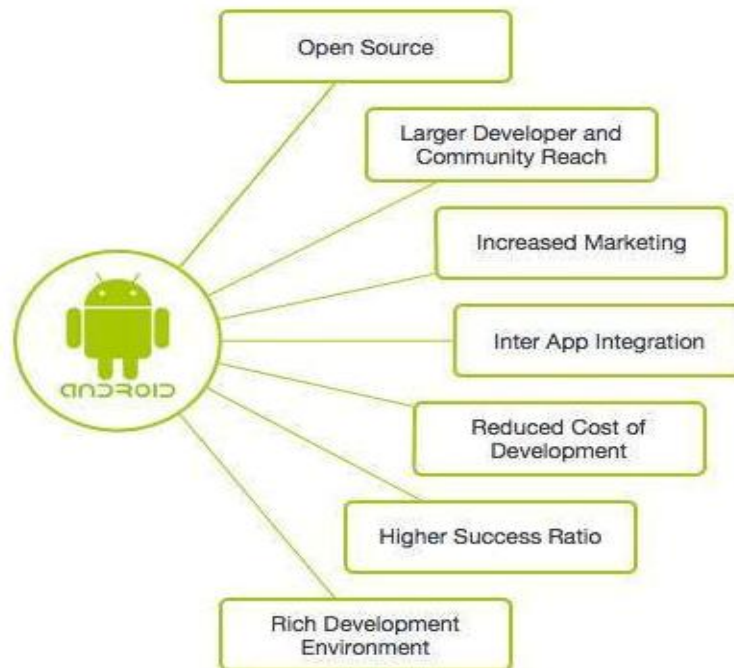 Open Source
Larger Developer and
Community Reach
Increased Marketing
Inter App Integration
ANDROID
Reduced Cost of
Development
Higher Success Ratio
Rich Development
Environment